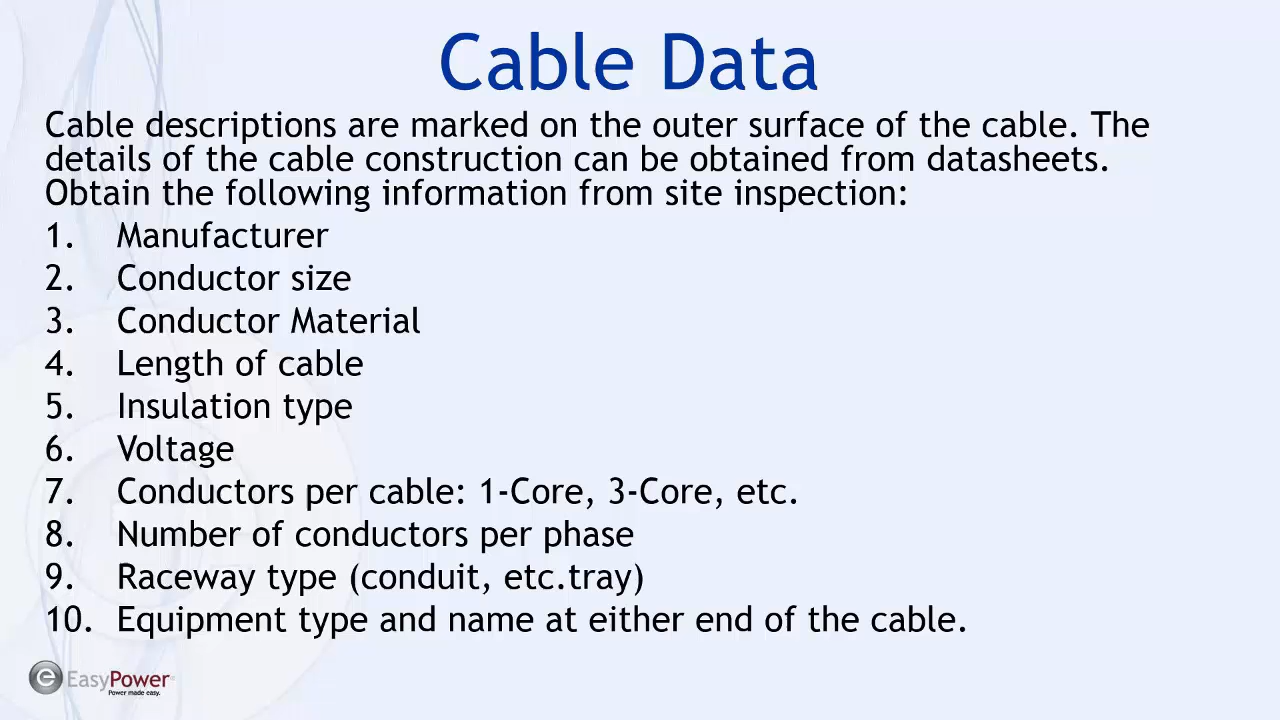 Cable Data
Cable descriptions are marked on the outer surface of the cable. The
details of the cable construction can be obtained from datasheets.
Obtain the following information from site inspection:
1. Manufacturer
2. Conductor size
3. Conductor Material
4. Length of cable
5. Insulation type
6. Voltage
7. Conductors per cable: 1-Core, 3-Core, etc.
8. Number of conductors per phase
9. Raceway type (conduit, etc.tray)
10. Equipment type and name at either end of the cable.
e EasyPower
Power made easy.